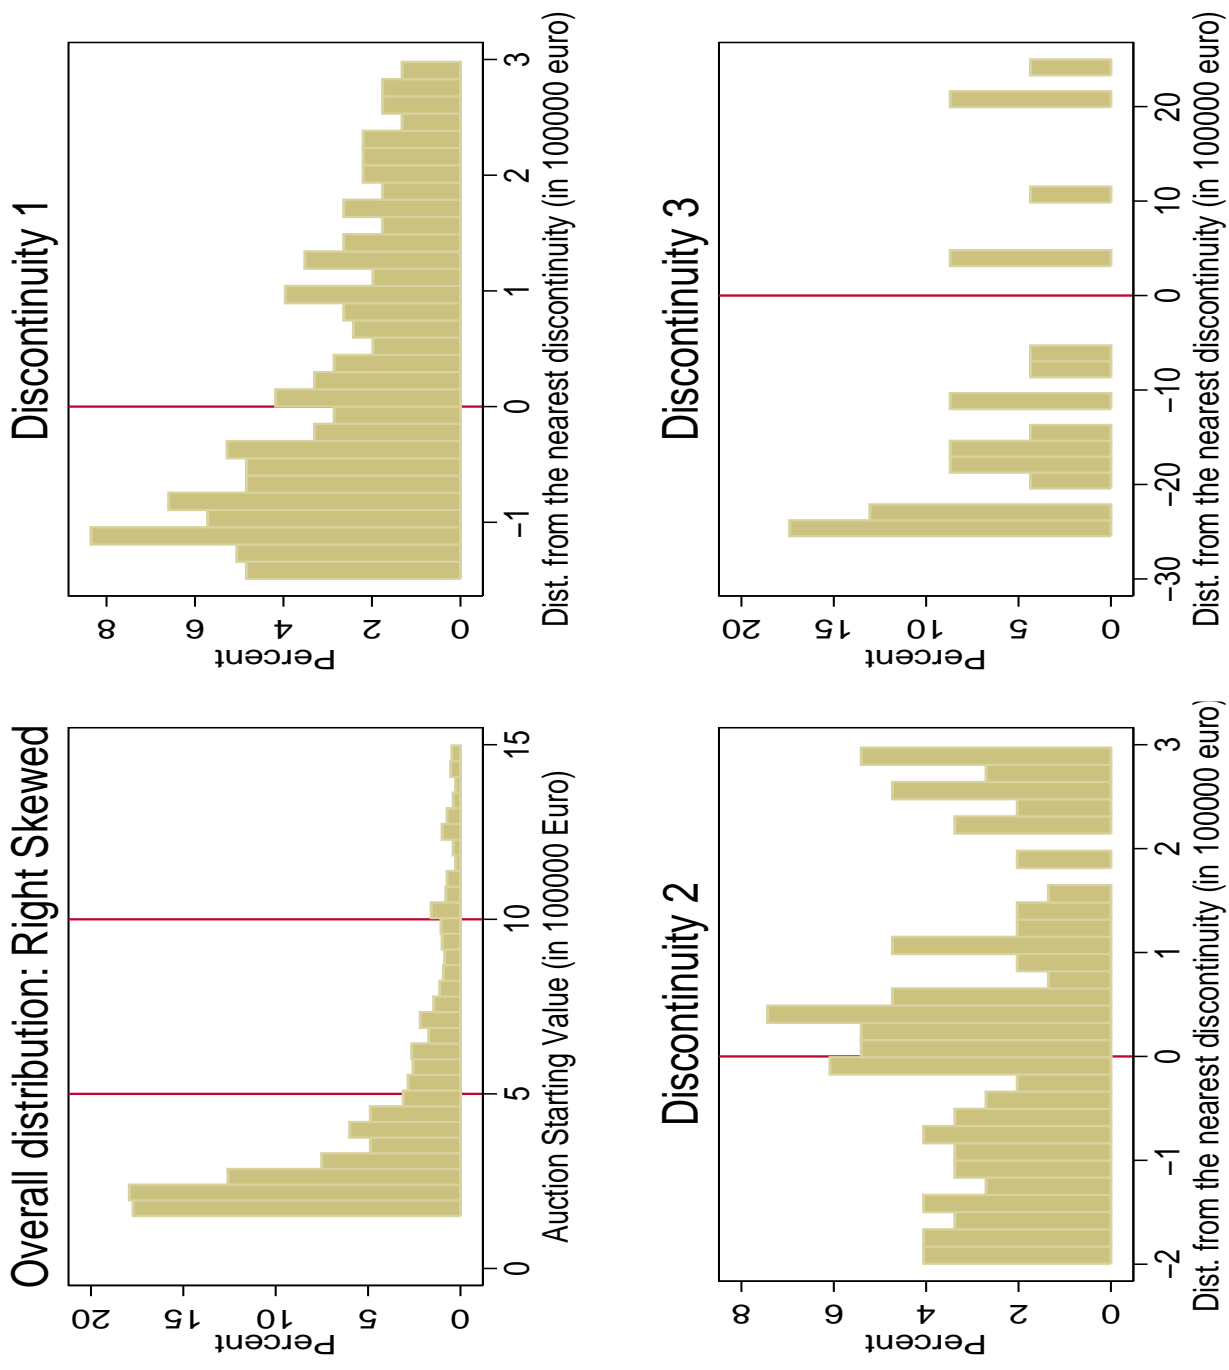 Overall distribution: Right Skewed
Percent
20
15
10
5
0
0 5 10 15
Auction Starting Value (in 100000 Euro)
Discontinuity 1
Percent
8
6
4
2
0
−1 0 1 2 3
Dist. from the nearest discontinuity (in 100000 euro)
Discontinuity 2
Percent
8
6
4
2
0
−2 −1 0 1 2 3
Dist. from the nearest discontinuity (in 100000 euro)
Discontinuity 3
Percent
20
15
10
5
0
−30 −20 −10 0 10 20
Dist. from the nearest discontinuity (in 100000 euro)